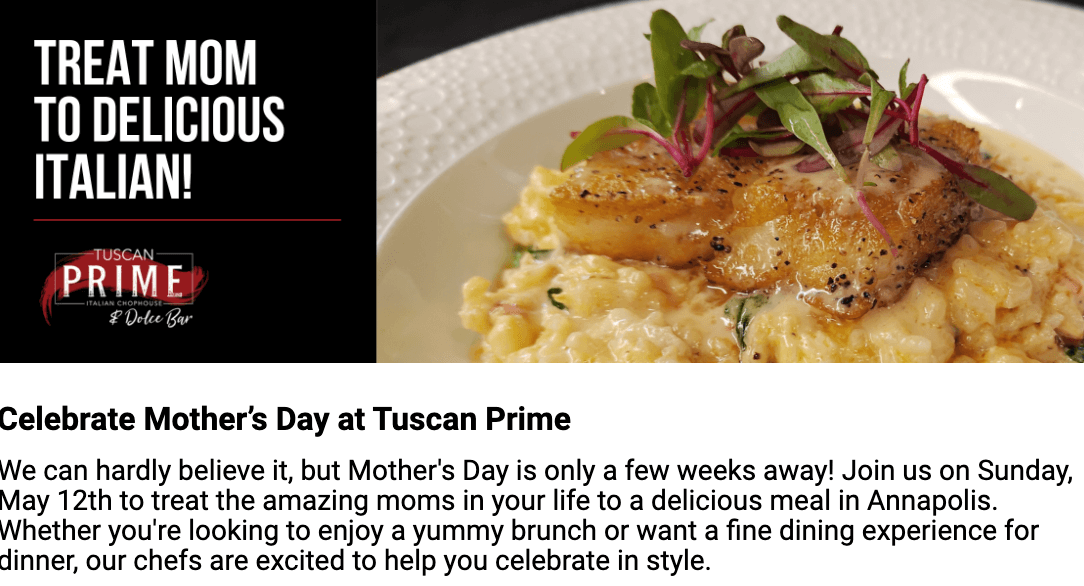 TREAT MOM
TO DELICIOUS
ITALIAN!
TUSCAN
PRIME
ITALIAN CHOPHOUSE
& Dolce Bar
Celebrate Mother’s Day at Tuscan Prime
We can hardly believe it, but Mother's Day is only a few weeks away! Join us on Sunday,
May 12th to treat the amazing moms in your life to a delicious meal in Annapolis.
Whether you're looking to enjoy a yummy brunch or want a fine dining experience for
dinner, our chefs are excited to help you celebrate in style.